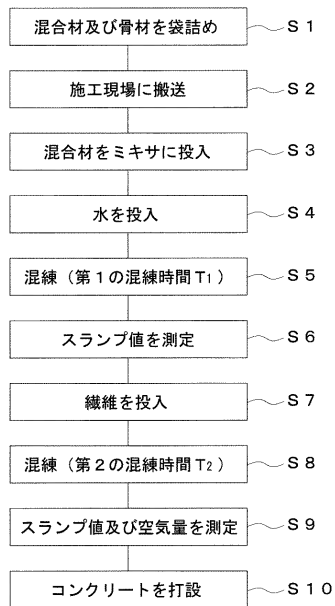 混合材及び骨材を袋詰め S1
施工現場に搬送 S2
混合材をミキサに投入 S3
水を投入 S4
混練(第1の混練時間T1) S5
スランプ値を測定 S6
繊維を投入 S7
混練(第2の混練時間T2) S8
スランプ値及び空気量を測定 S9
コンクリートを打設 S10